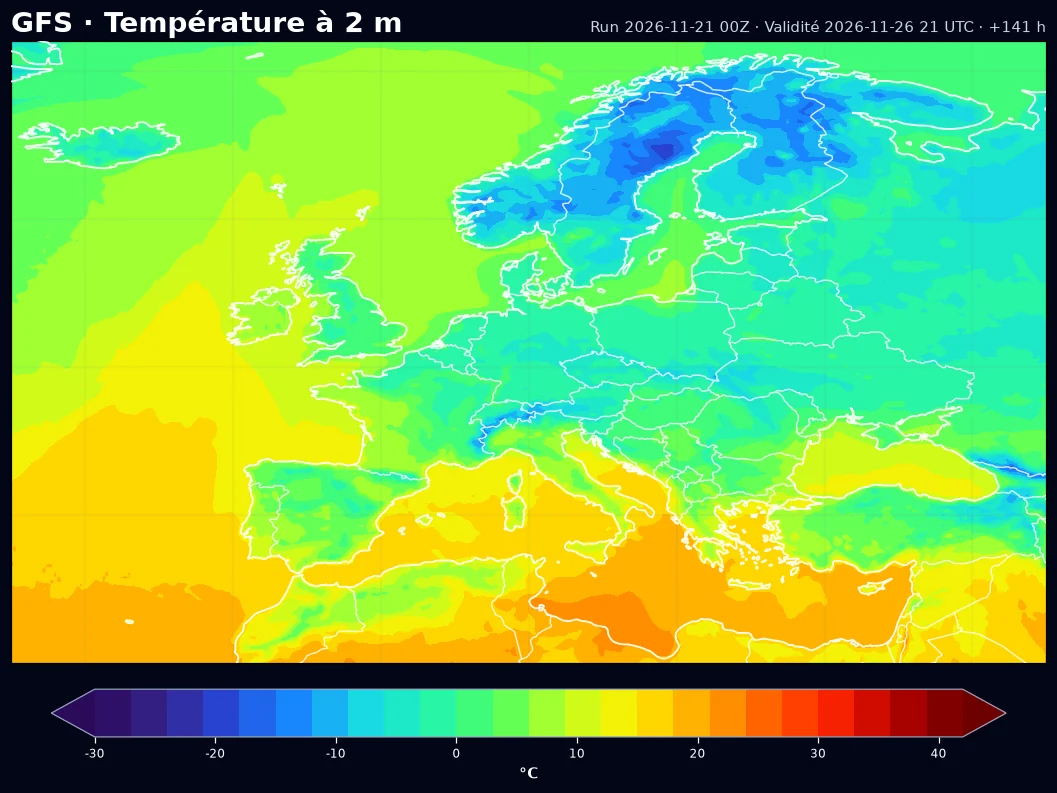 GFS · Température à 2 m
Run 2026-11-21 00Z · Validité 2026-11-26 21 UTC · +141 h
-30 -20 -10 0 10 20 30 40
°C